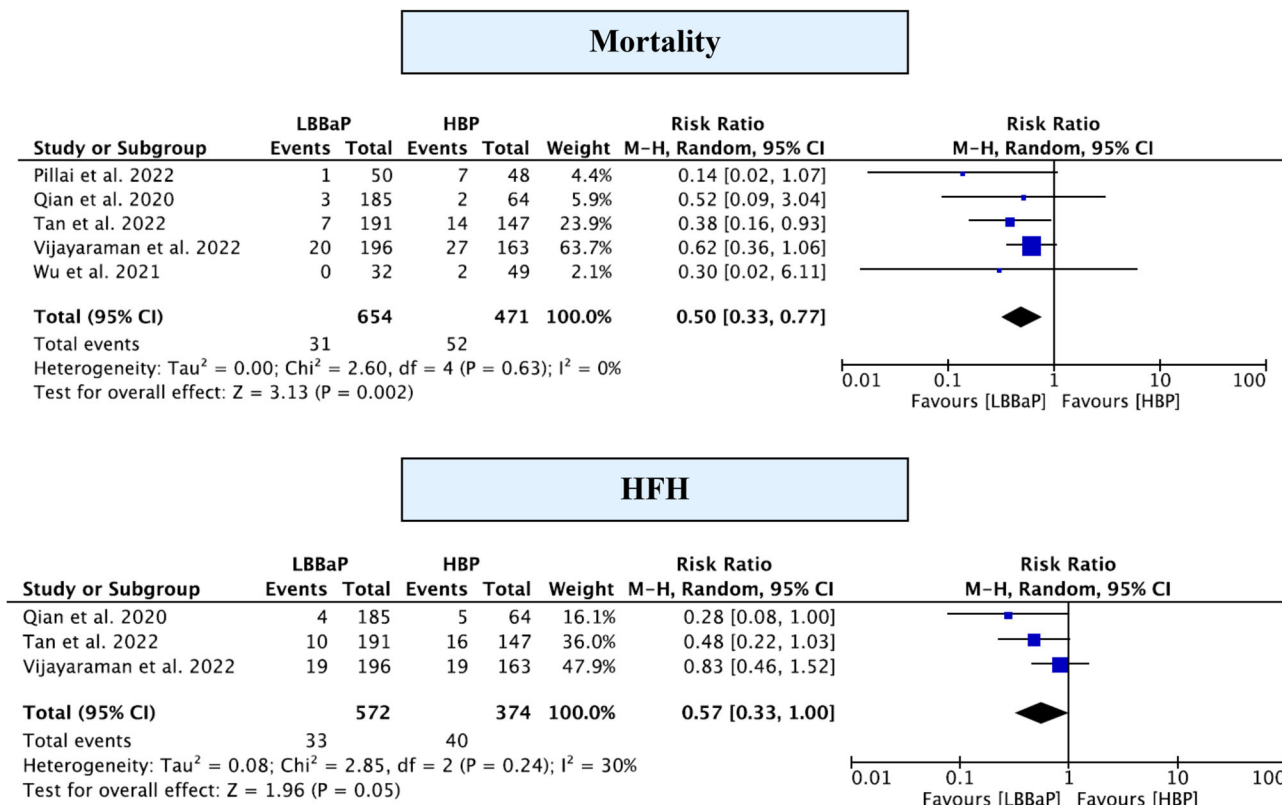 Mortality
LBBaP HBP Risk Ratio Risk Ratio
Study or Subgroup Events Total Events Total Weight M-H, Random, 95% CI M-H, Random, 95% CI
Pillai et al. 2022 1 50 7 48 4.4% 0.14 [0.02, 1.07]
Qian et al. 2020 3 185 2 64 5.9% 0.52 [0.09, 3.04]
Tan et al. 2022 7 191 14 147 23.9% 0.38 [0.16, 0.93]
Vijayaraman et al. 2022 20 196 27 163 63.7% 0.62 [0.36, 1.06]
Wu et al. 2021 0 32 2 49 2.1% 0.30 [0.02, 6.11]
Total (95% CI) 654 471 100.0% 0.50 [0.33, 0.77]
Total events 31 52
Heterogeneity: Tau² = 0.00; Chi² = 2.60, df = 4 (P = 0.63); I² = 0%
Test for overall effect: Z = 3.13 (P = 0.002)
0.01 0.1 1 10 100
Favours [LBBaP] Favours [HBP]
HFH
LBBaP HBP Risk Ratio Risk Ratio
Study or Subgroup Events Total Events Total Weight M-H, Random, 95% CI M-H, Random, 95% CI
Qian et al. 2020 4 185 5 64 16.1% 0.28 [0.08, 1.00]
Tan et al. 2022 10 191 16 147 36.0% 0.48 [0.22, 1.03]
Vijayaraman et al. 2022 19 196 19 163 47.9% 0.83 [0.46, 1.52]
Total (95% CI) 572 374 100.0% 0.57 [0.33, 1.00]
Total events 33 40
Heterogeneity: Tau² = 0.08; Chi² = 2.85, df = 2 (P = 0.24); I² = 30%
Test for overall effect: Z = 1.96 (P = 0.05)
0.01 0.1 1 10 100
Favours [LBBaP] Favours [HBP]